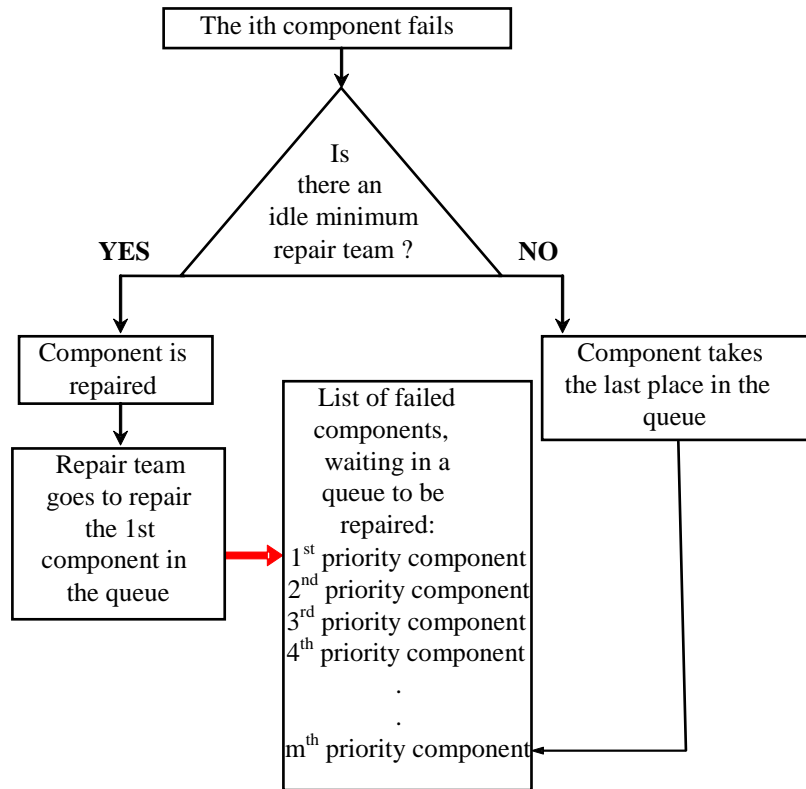 The ith component fails
Is
there an
idle minimum
repair team ?
YES
NO
Component is
repaired
Repair team
goes to repair
the 1st
component in
the queue
List of failed
components,
waiting in a
queue to be
repaired:
1st priority component
2nd priority component
3rd priority component
4th priority component
.
.
mth priority component
Component takes
the last place in the
queue